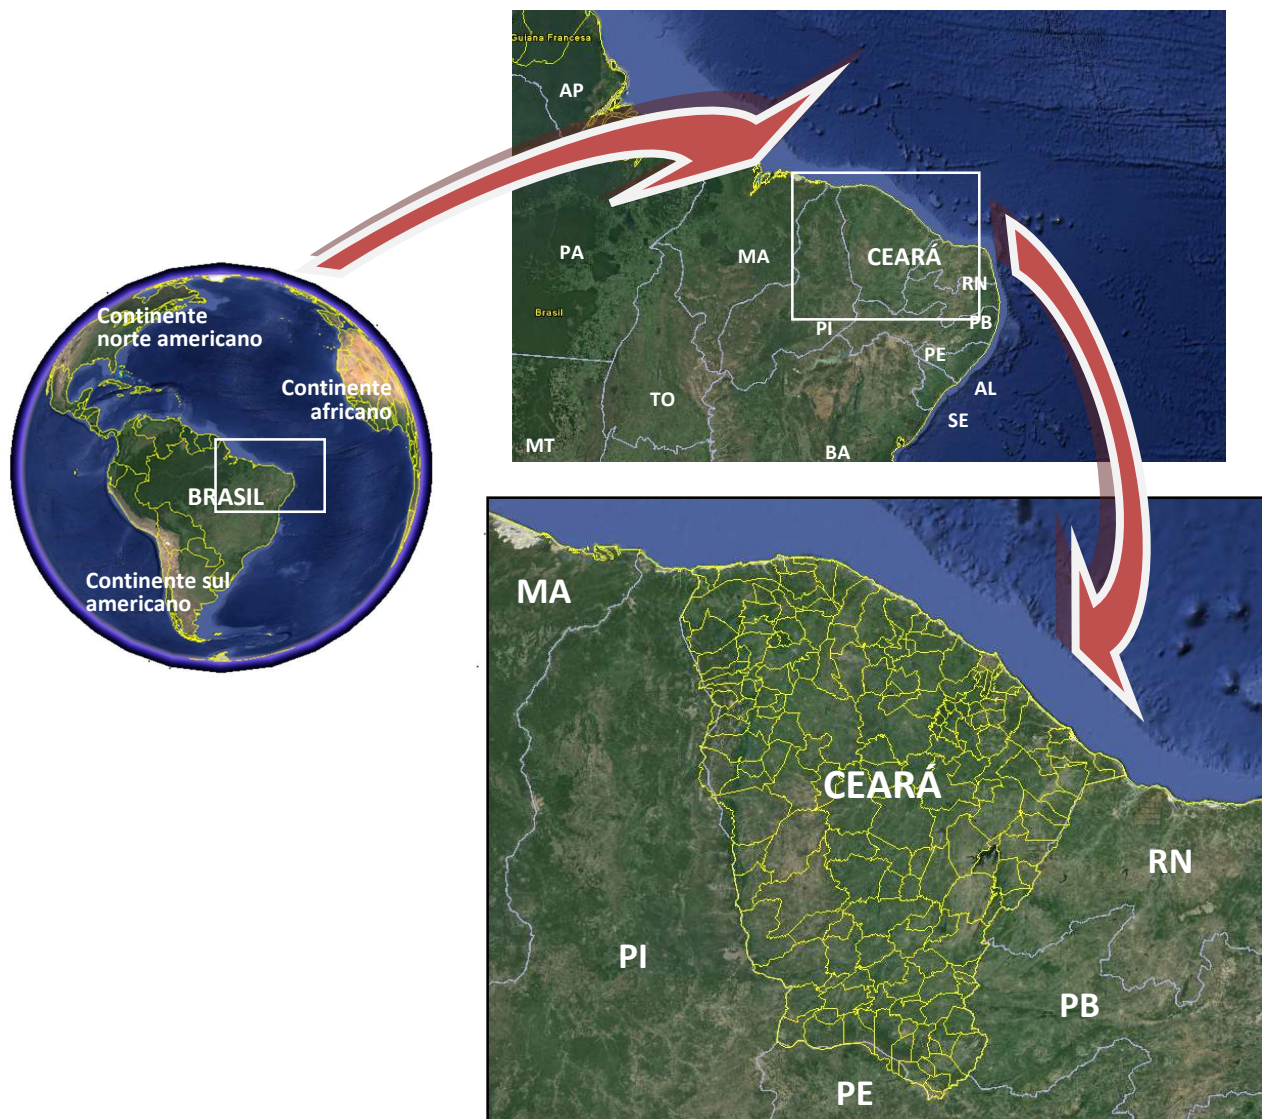 Continente
norte americano
Continente
africano
BRASIL
Continente sul
americano
Guiana Francesa
AP
PA
MA
CEARÁ
RN
Brasil
PI
PB
PE
TO
AL
SE
MT
BA
MA
CEARÁ
RN
PI
PB
PE